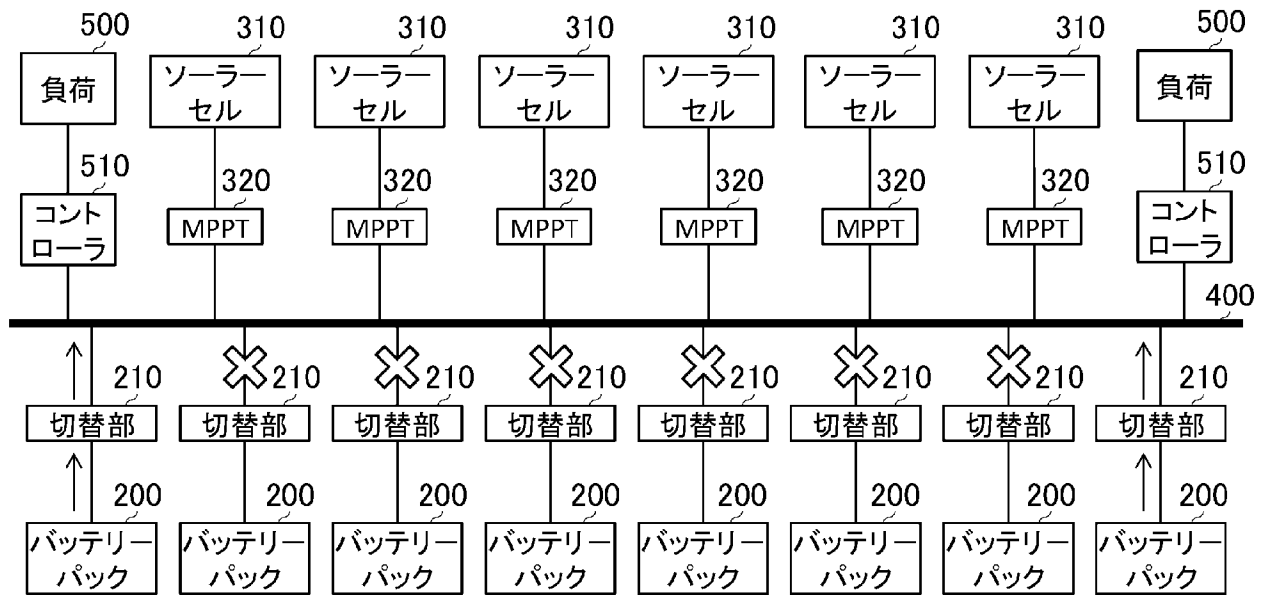 500 310 310 310 310 310 310 500
負荷 ソーラー ソーラー ソーラー ソーラー ソーラー ソーラー 負荷
セル セル セル セル セル セル
510 320 320 320 320 320 320 510
コント MPPT MPPT MPPT MPPT MPPT MPPT コント
ローラ ローラ
400
210 210 210 210 210 210 210 210
切替部 切替部 切替部 切替部 切替部 切替部 切替部 切替部
200 200 200 200 200 200 200 200
バッテリー バッテリー バッテリー バッテリー バッテリー バッテリー バッテリー バッテリー
パック パック パック パック パック パック パック パック